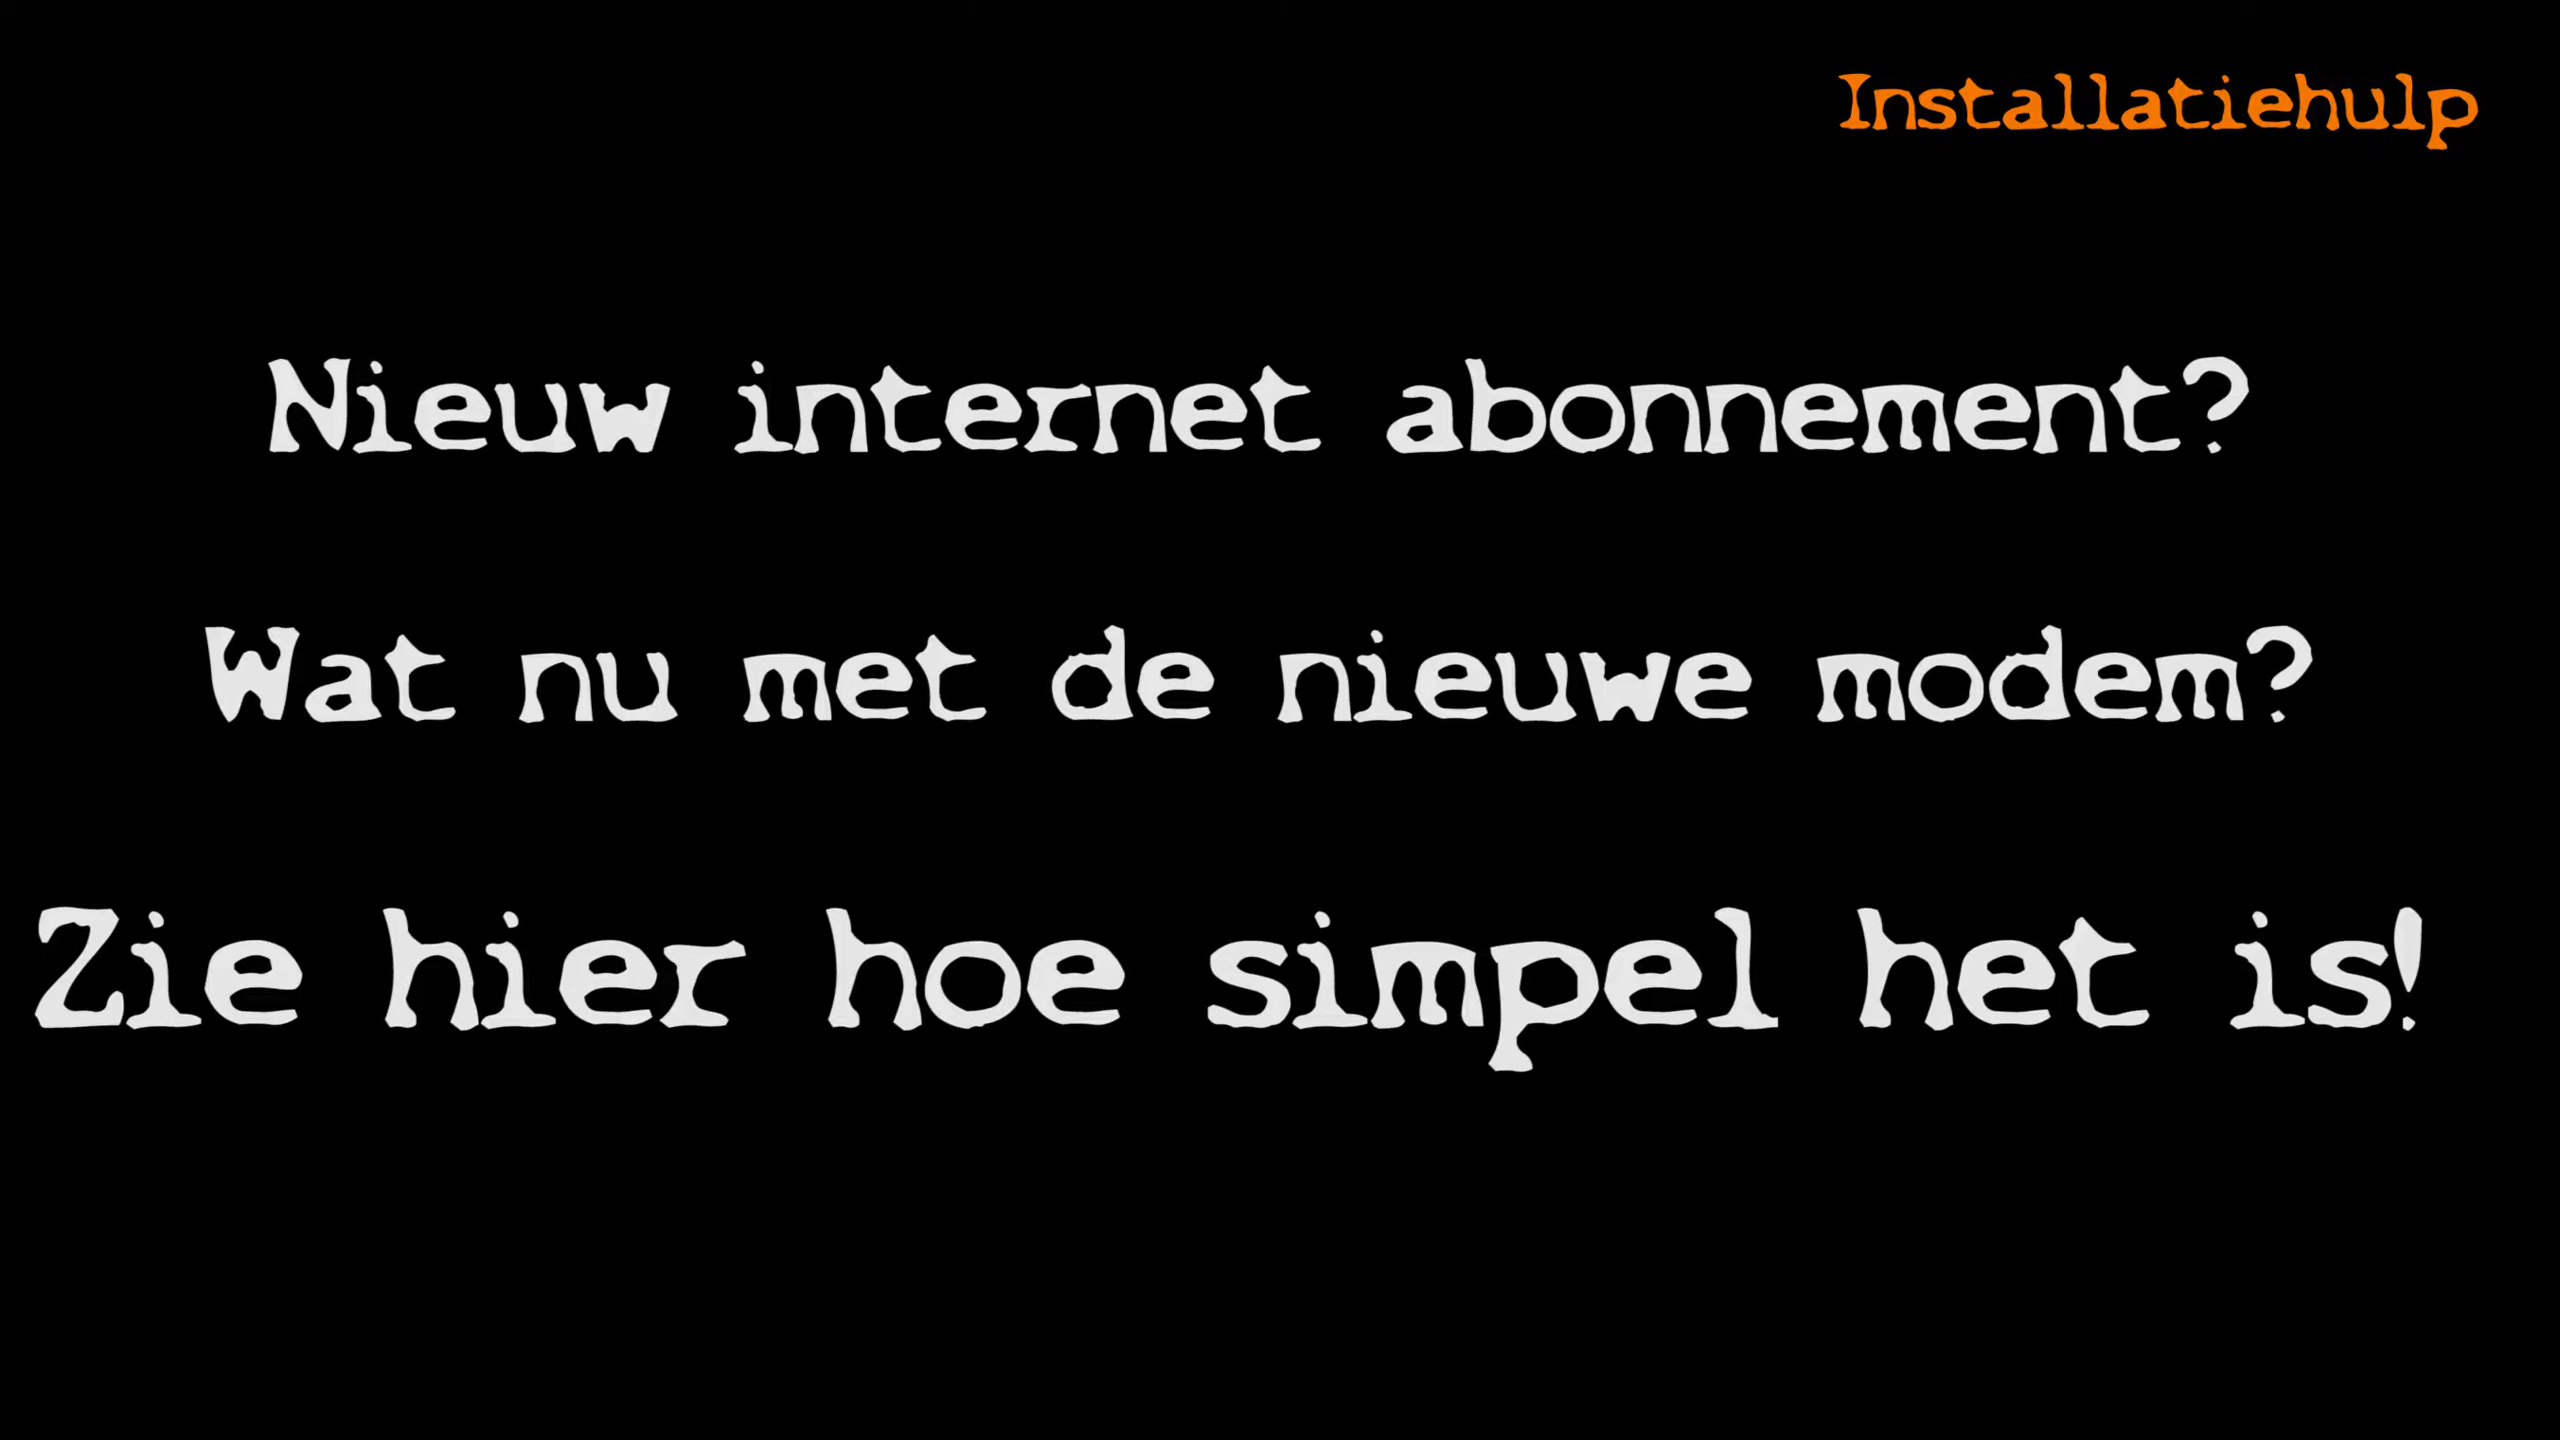 Installatiehulp
Nieuw internet abonnement?
Wat nu met de nieuwe modem?
Zie hier hoe simpel het is!